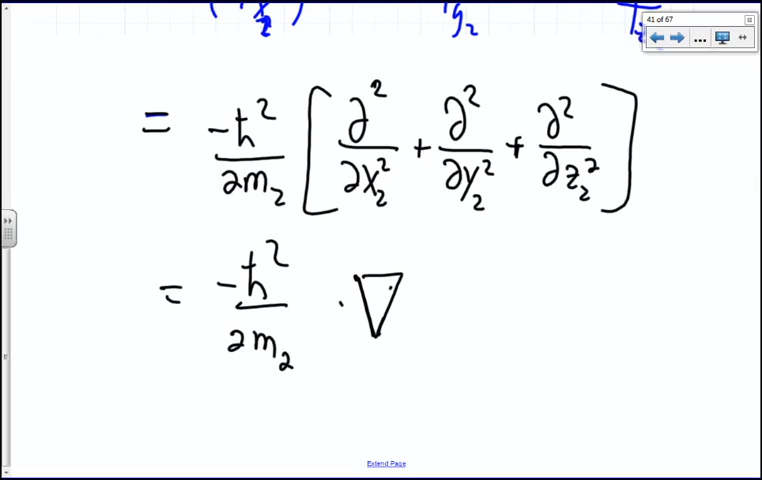 41 of 67
...
= -ħ²/2m₂ [∂²/∂x₂² + ∂²/∂y₂² + ∂²/∂z₂²]
= -ħ²/2m₂ · ∇
Extend Page